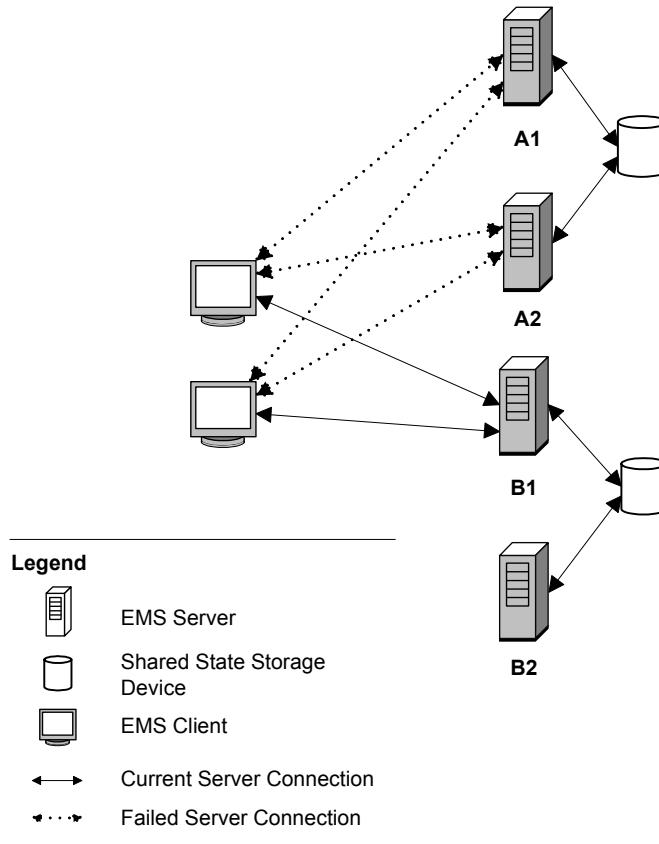 A1
A2
B1
B2
Legend
EMS Server
Shared State Storage
Device
EMS Client
Current Server Connection
Failed Server Connection